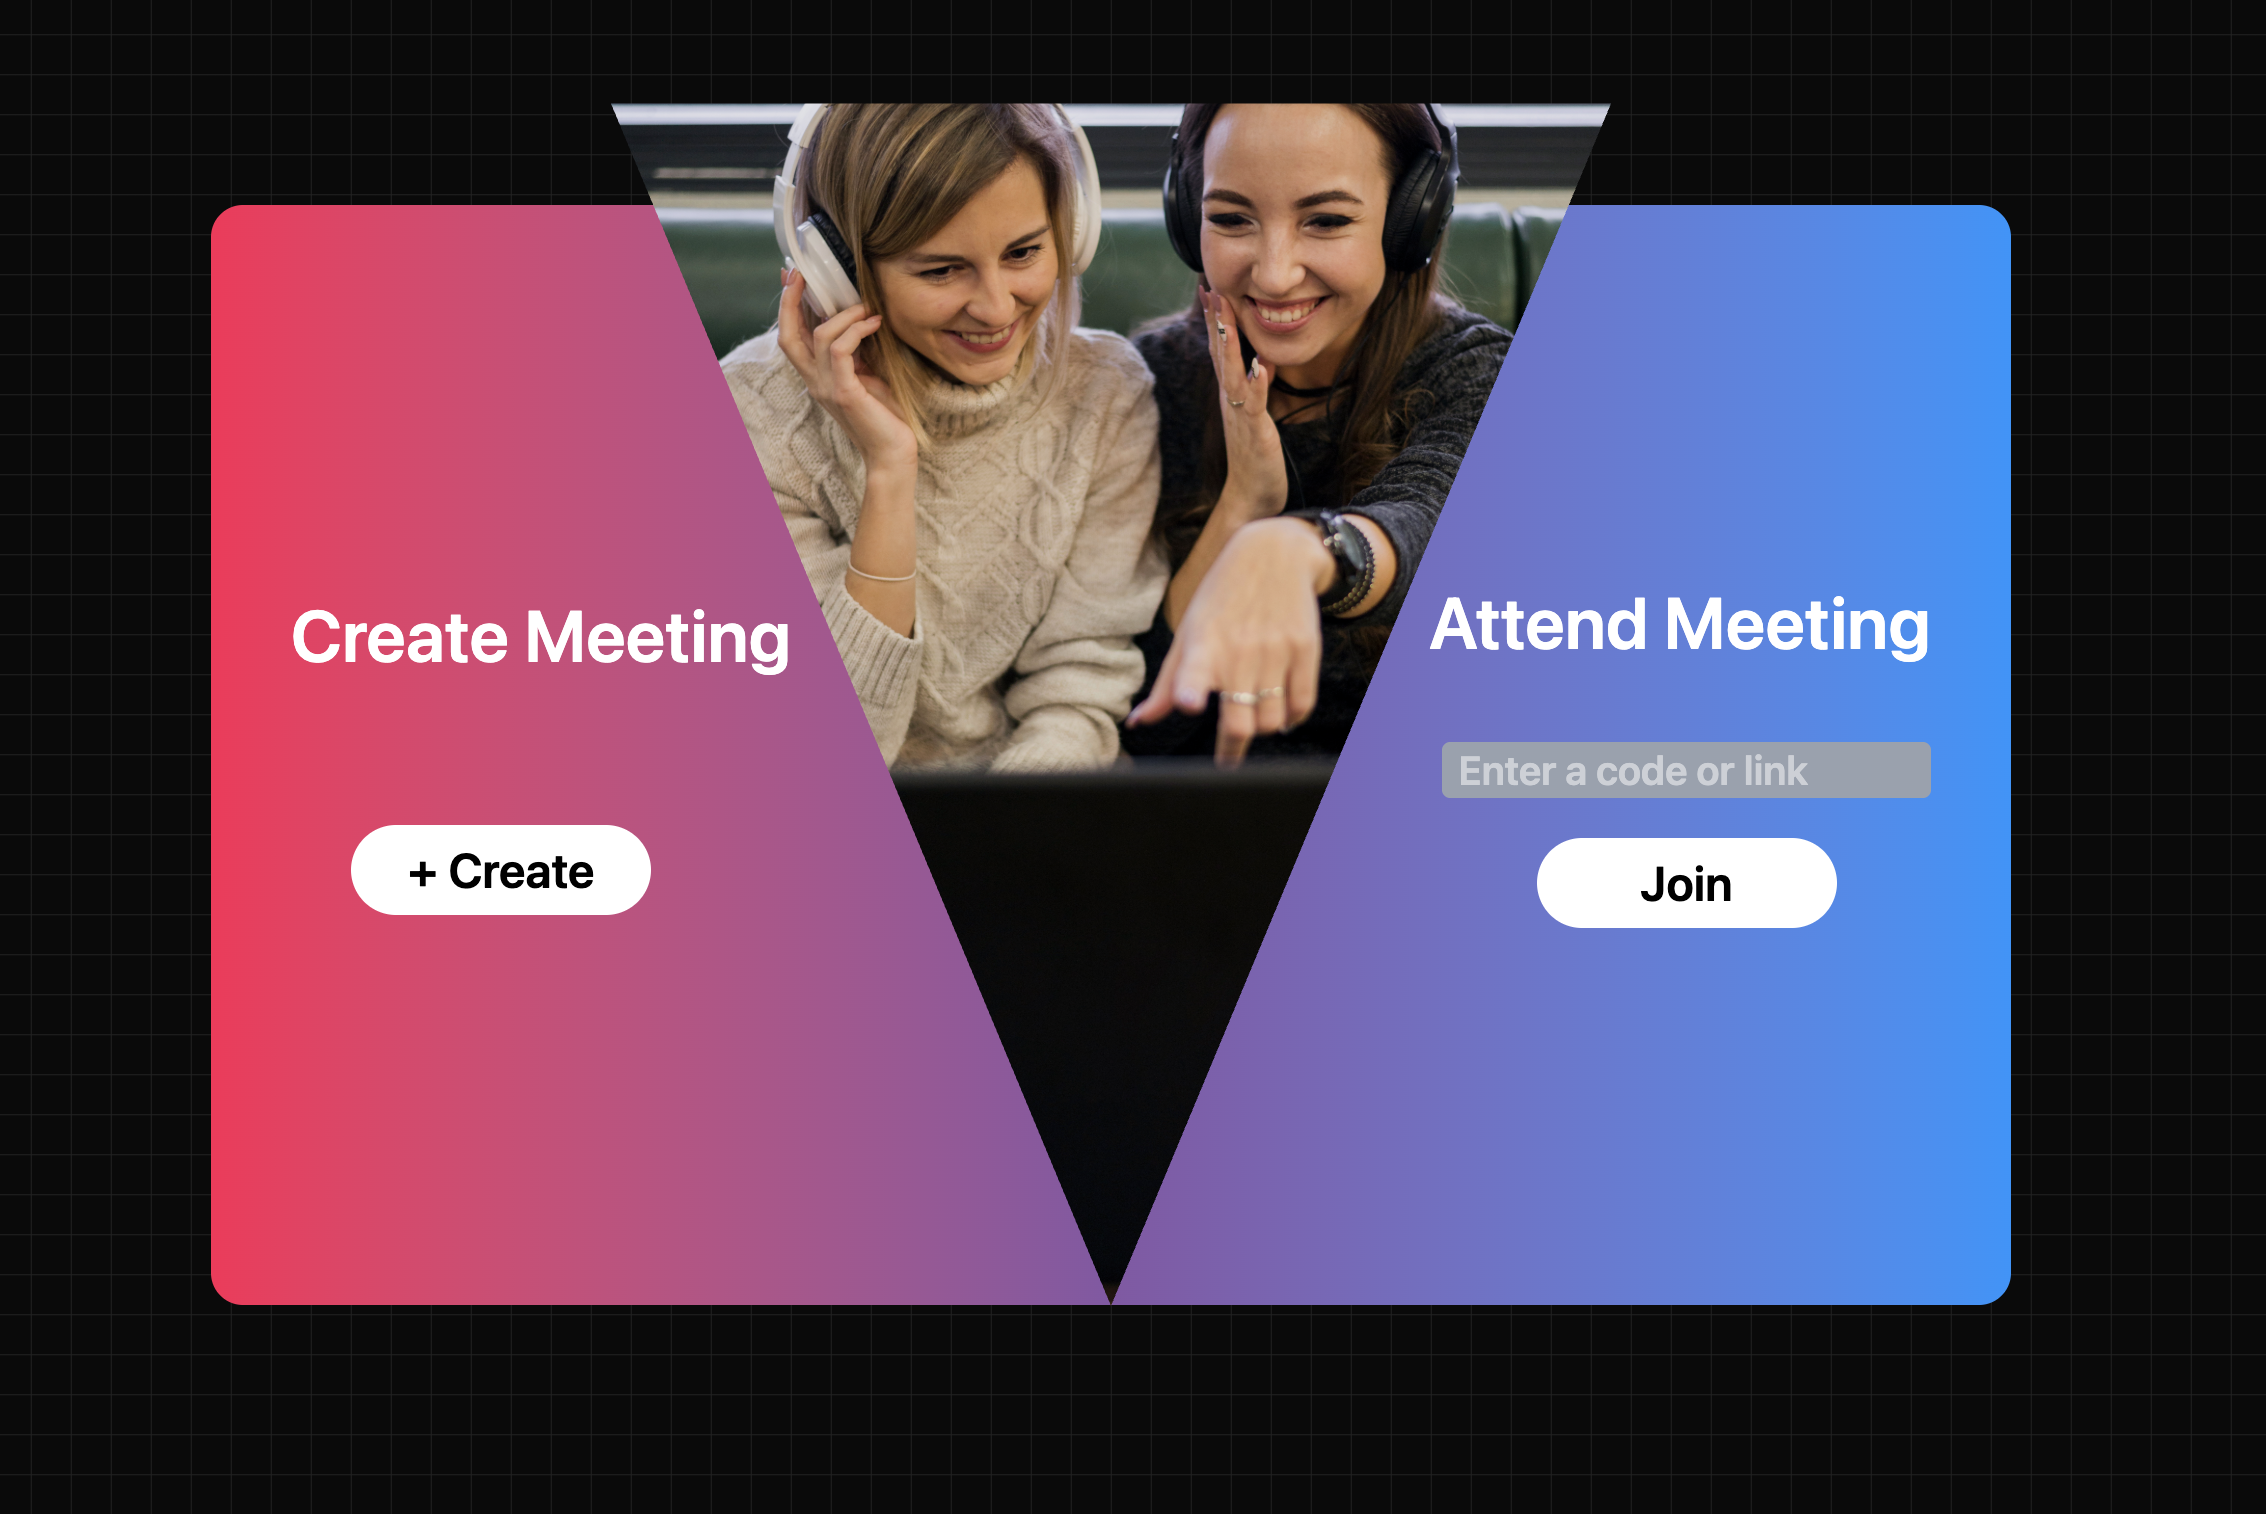 Create Meeting
+ Create
Attend Meeting
Enter a code or link
Join